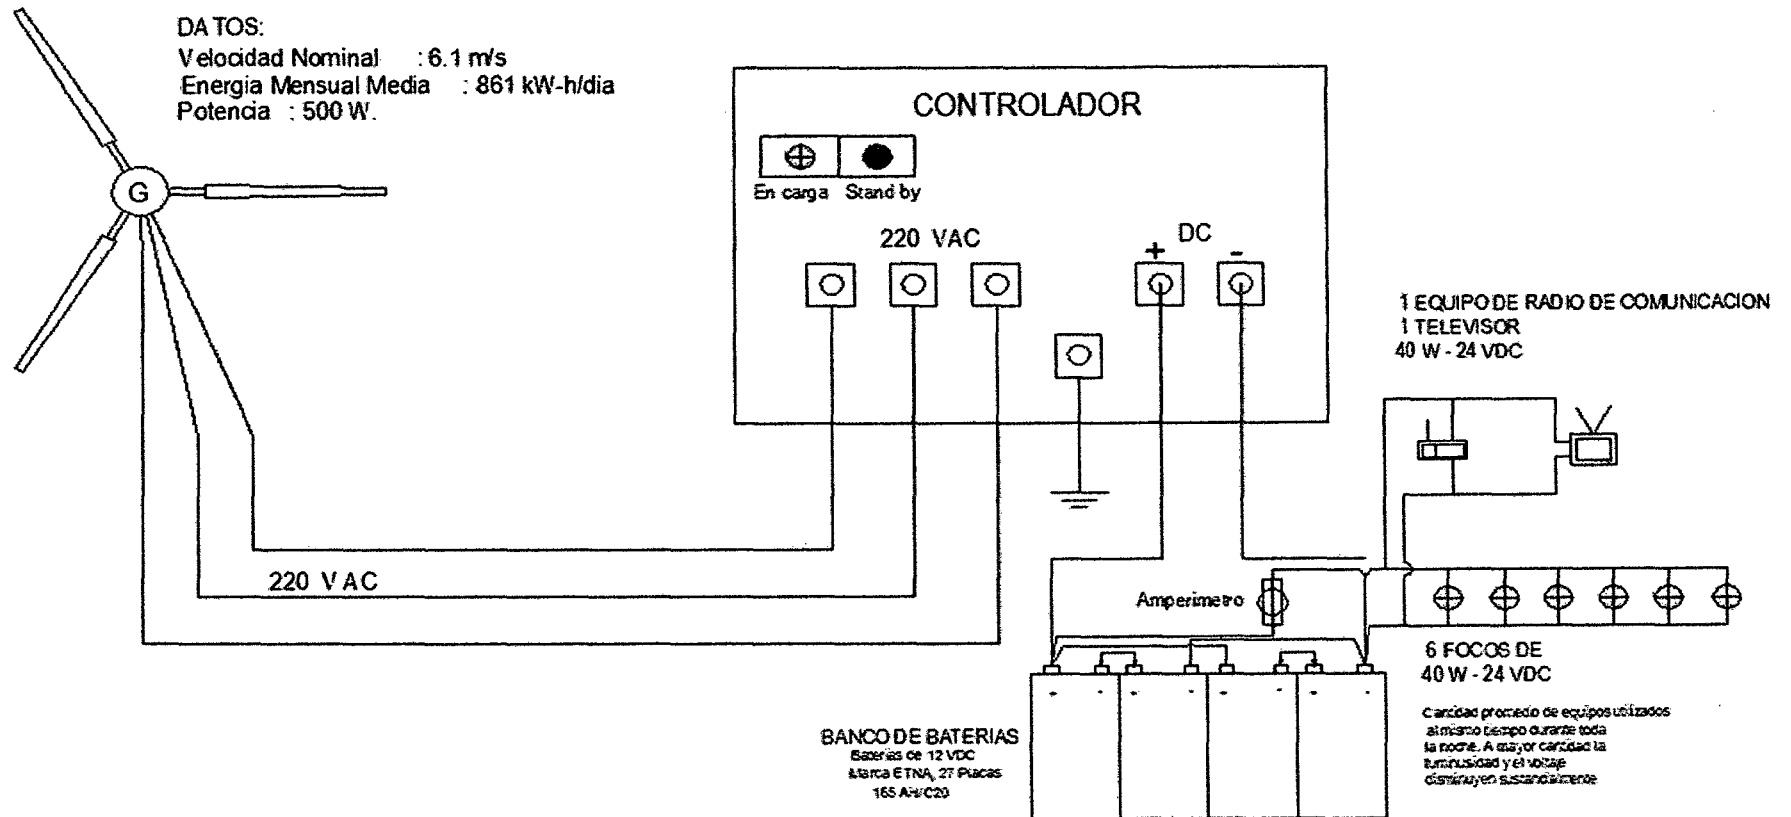 DATOS:
Velocidad Nominal : 6.1 m/s
Energia Mensual Media : 861 kW-h/dia
Potencia : 500 W.
G
CONTROLADOR
En carga Stand by
220 VAC
DC
+ -
1 EQUIPO DE RADIO DE COMUNICACION
1 TELEVISOR
40 W - 24 VDC
220 VAC
Amperimetro
6 FOCOS DE
40 W - 24 VDC
BANCO DE BATERIAS
Baterias de 12 VDC
Marca ETNA, 27 Placas
165 AH/C20
Cantidad promedio de equipos utilizados
al mismo tiempo durante toda
la noche. A mayor cantidad la
luminusidad y el voltaje
disminuyen sustancialmente